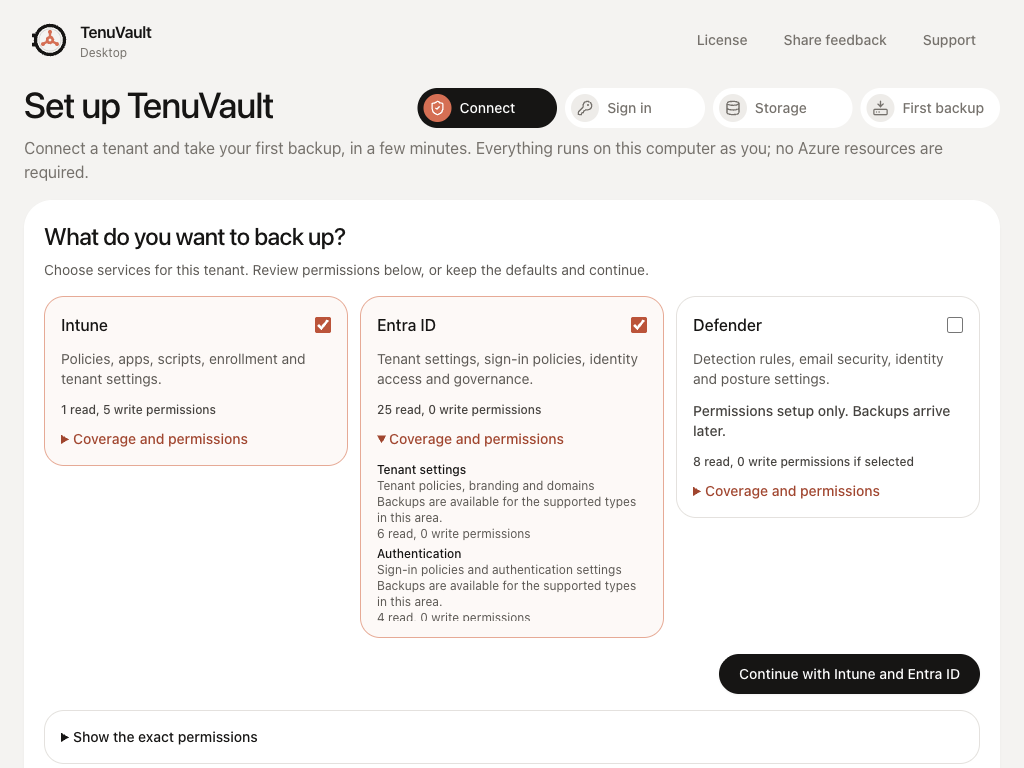 TenuVault
Desktop
License
Share feedback
Support
Set up TenuVault
Connect
Sign in
Storage
First backup
Connect a tenant and take your first backup, in a few minutes. Everything runs on this computer as you; no Azure resources are
required.
What do you want to back up?
Choose services for this tenant. Review permissions below, or keep the defaults and continue.
Intune
Policies, apps, scripts, enrollment and
tenant settings.
1 read, 5 write permissions
Coverage and permissions
Entra ID
Tenant settings, sign-in policies, identity
access and governance.
25 read, 0 write permissions
Coverage and permissions
Tenant settings
Tenant policies, branding and domains
Backups are available for the supported types
in this area.
6 read, 0 write permissions
Authentication
Sign-in policies and authentication settings
Backups are available for the supported types
in this area.
4 read, 0 write permissions
Defender
Detection rules, email security, identity
and posture settings.
Permissions setup only. Backups arrive
later.
8 read, 0 write permissions if selected
Coverage and permissions
Continue with Intune and Entra ID
Show the exact permissions